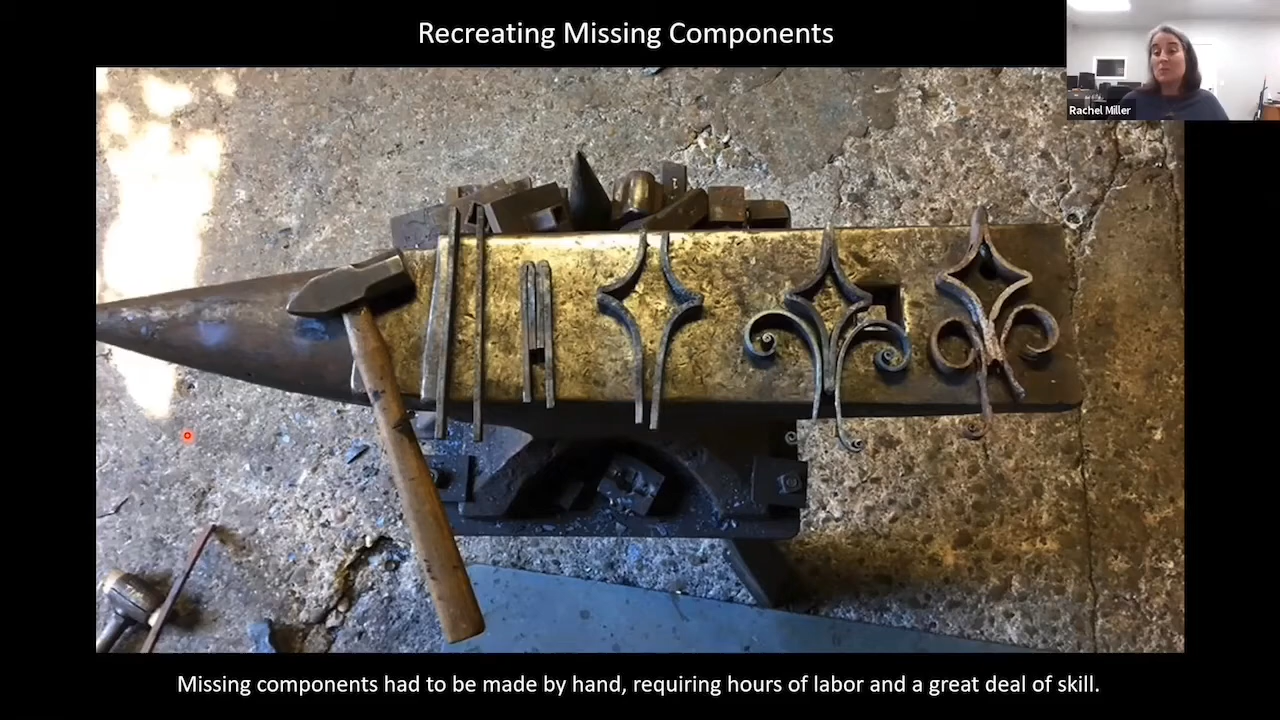 Recreating Missing Components
Rachel Miller
Missing components had to be made by hand, requiring hours of labor and a great deal of skill.